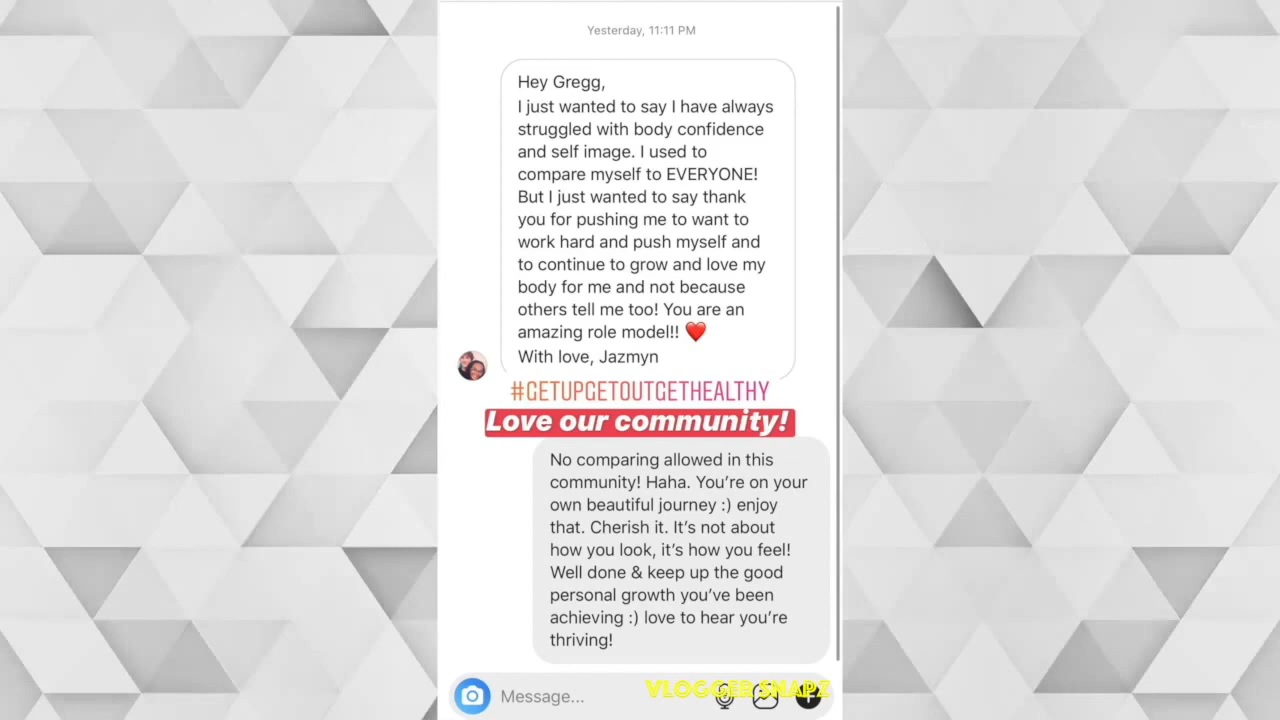 Yesterday, 11:11 PM
Hey Gregg,
I just wanted to say I have always
struggled with body confidence
and self image. I used to
compare myself to EVERYONE!
But I just wanted to say thank
you for pushing me to want to
work hard and push myself and
to continue to grow and love my
body for me and not because
others tell me too! You are an
amazing role model!! ❤️
With love, Jazmyn
#GETUPGETOUTGETHEALTHY
Love our community!
No comparing allowed in this
community! Haha. You’re on your
own beautiful journey :) enjoy
that. Cherish it. It’s not about
how you look, it’s how you feel!
Well done & keep up the good
personal growth you’ve been
achieving :) love to hear you’re
thriving!
Message...
VLOGGER SNAPZ